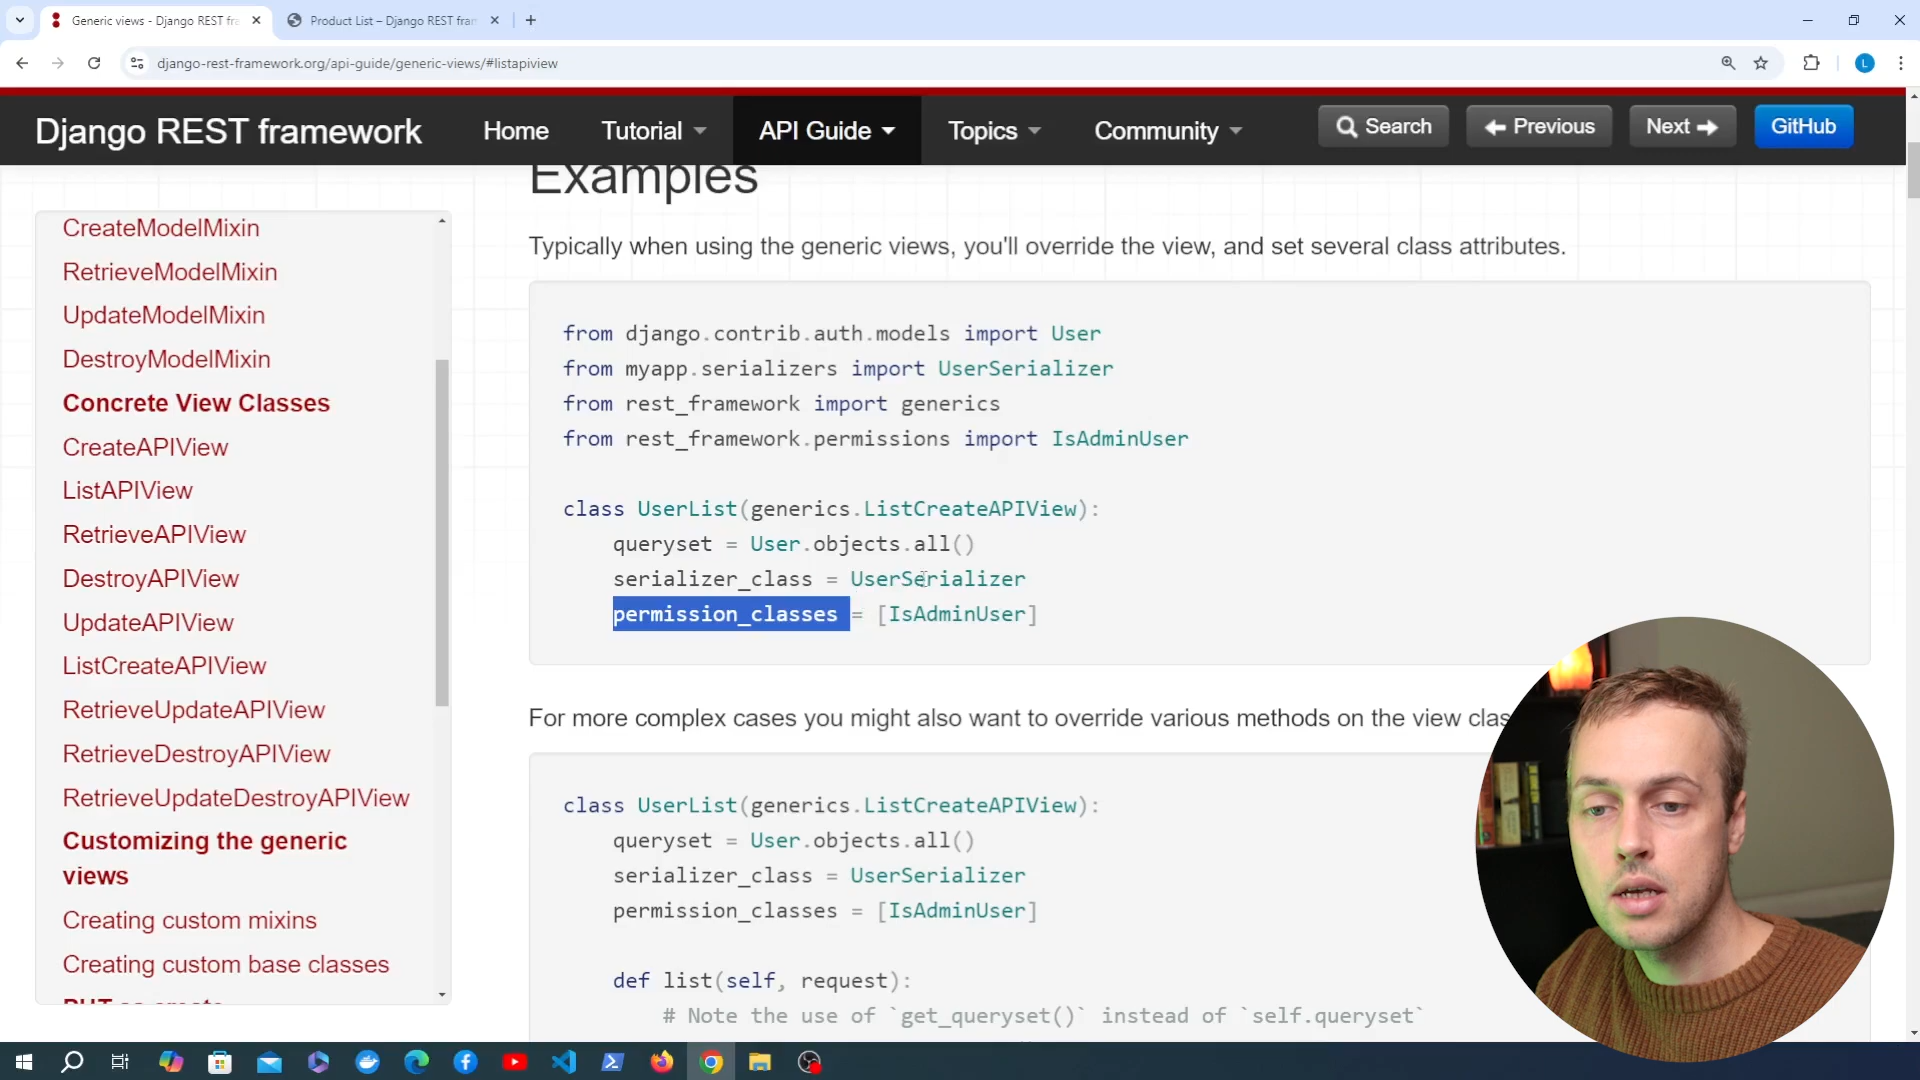 Generic views - Django REST fra
Product List – Django REST fran
django-rest-framework.org/api-guide/generic-views/#listapiview
L
Django REST framework
Home
Tutorial
API Guide
Topics
Community
Search
Previous
Next
GitHub
CreateModelMixin
RetrieveModelMixin
UpdateModelMixin
DestroyModelMixin
Concrete View Classes
CreateAPIView
ListAPIView
RetrieveAPIView
DestroyAPIView
UpdateAPIView
ListCreateAPIView
RetrieveUpdateAPIView
RetrieveDestroyAPIView
RetrieveUpdateDestroyAPIView
Customizing the generic
views
Creating custom mixins
Creating custom base classes
PUT as create
Examples
Typically when using the generic views, you'll override the view, and set several class attributes.
from django.contrib.auth.models import User
from myapp.serializers import UserSerializer
from rest_framework import generics
from rest_framework.permissions import IsAdminUser
class UserList(generics.ListCreateAPIView):
queryset = User.objects.all()
serializer_class = UserSerializer
permission_classes = [IsAdminUser]
For more complex cases you might also want to override various methods on the view clas
class UserList(generics.ListCreateAPIView):
queryset = User.objects.all()
serializer_class = UserSerializer
permission_classes = [IsAdminUser]
def list(self, request):
# Note the use of `get_queryset()` instead of `self.queryset`